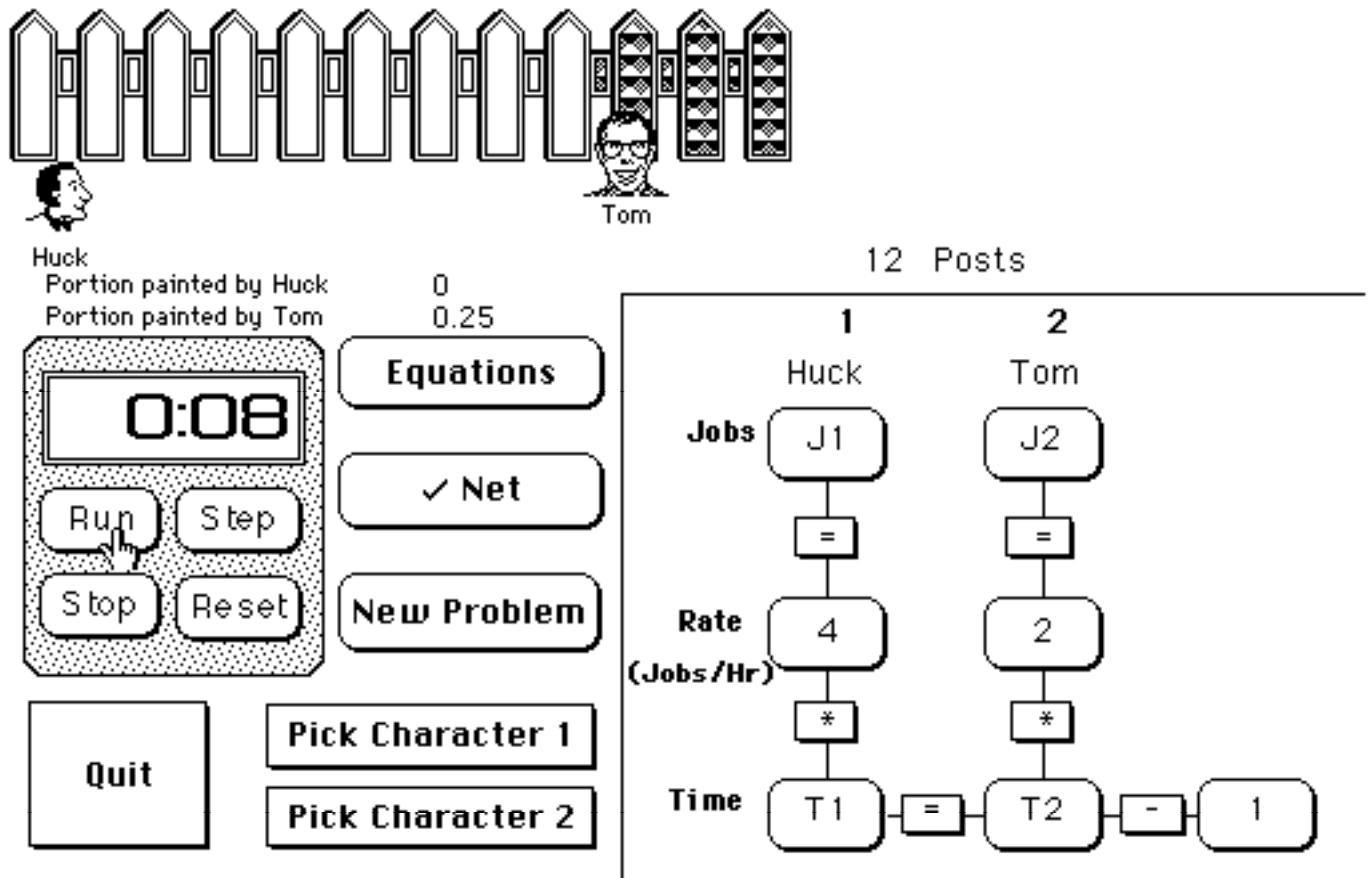 Tom
Huck
12 Posts
Portion painted by Huck 0
Portion painted by Tom 0.25
0:08
Run Step
Stop Reset
Equations
✓ Net
New Problem
Quit
Pick Character 1
Pick Character 2
1 2
Huck Tom
Jobs J1 J2
= =
Rate 4 2
(Jobs/Hr)
* *
Time T1 = T2 - 1